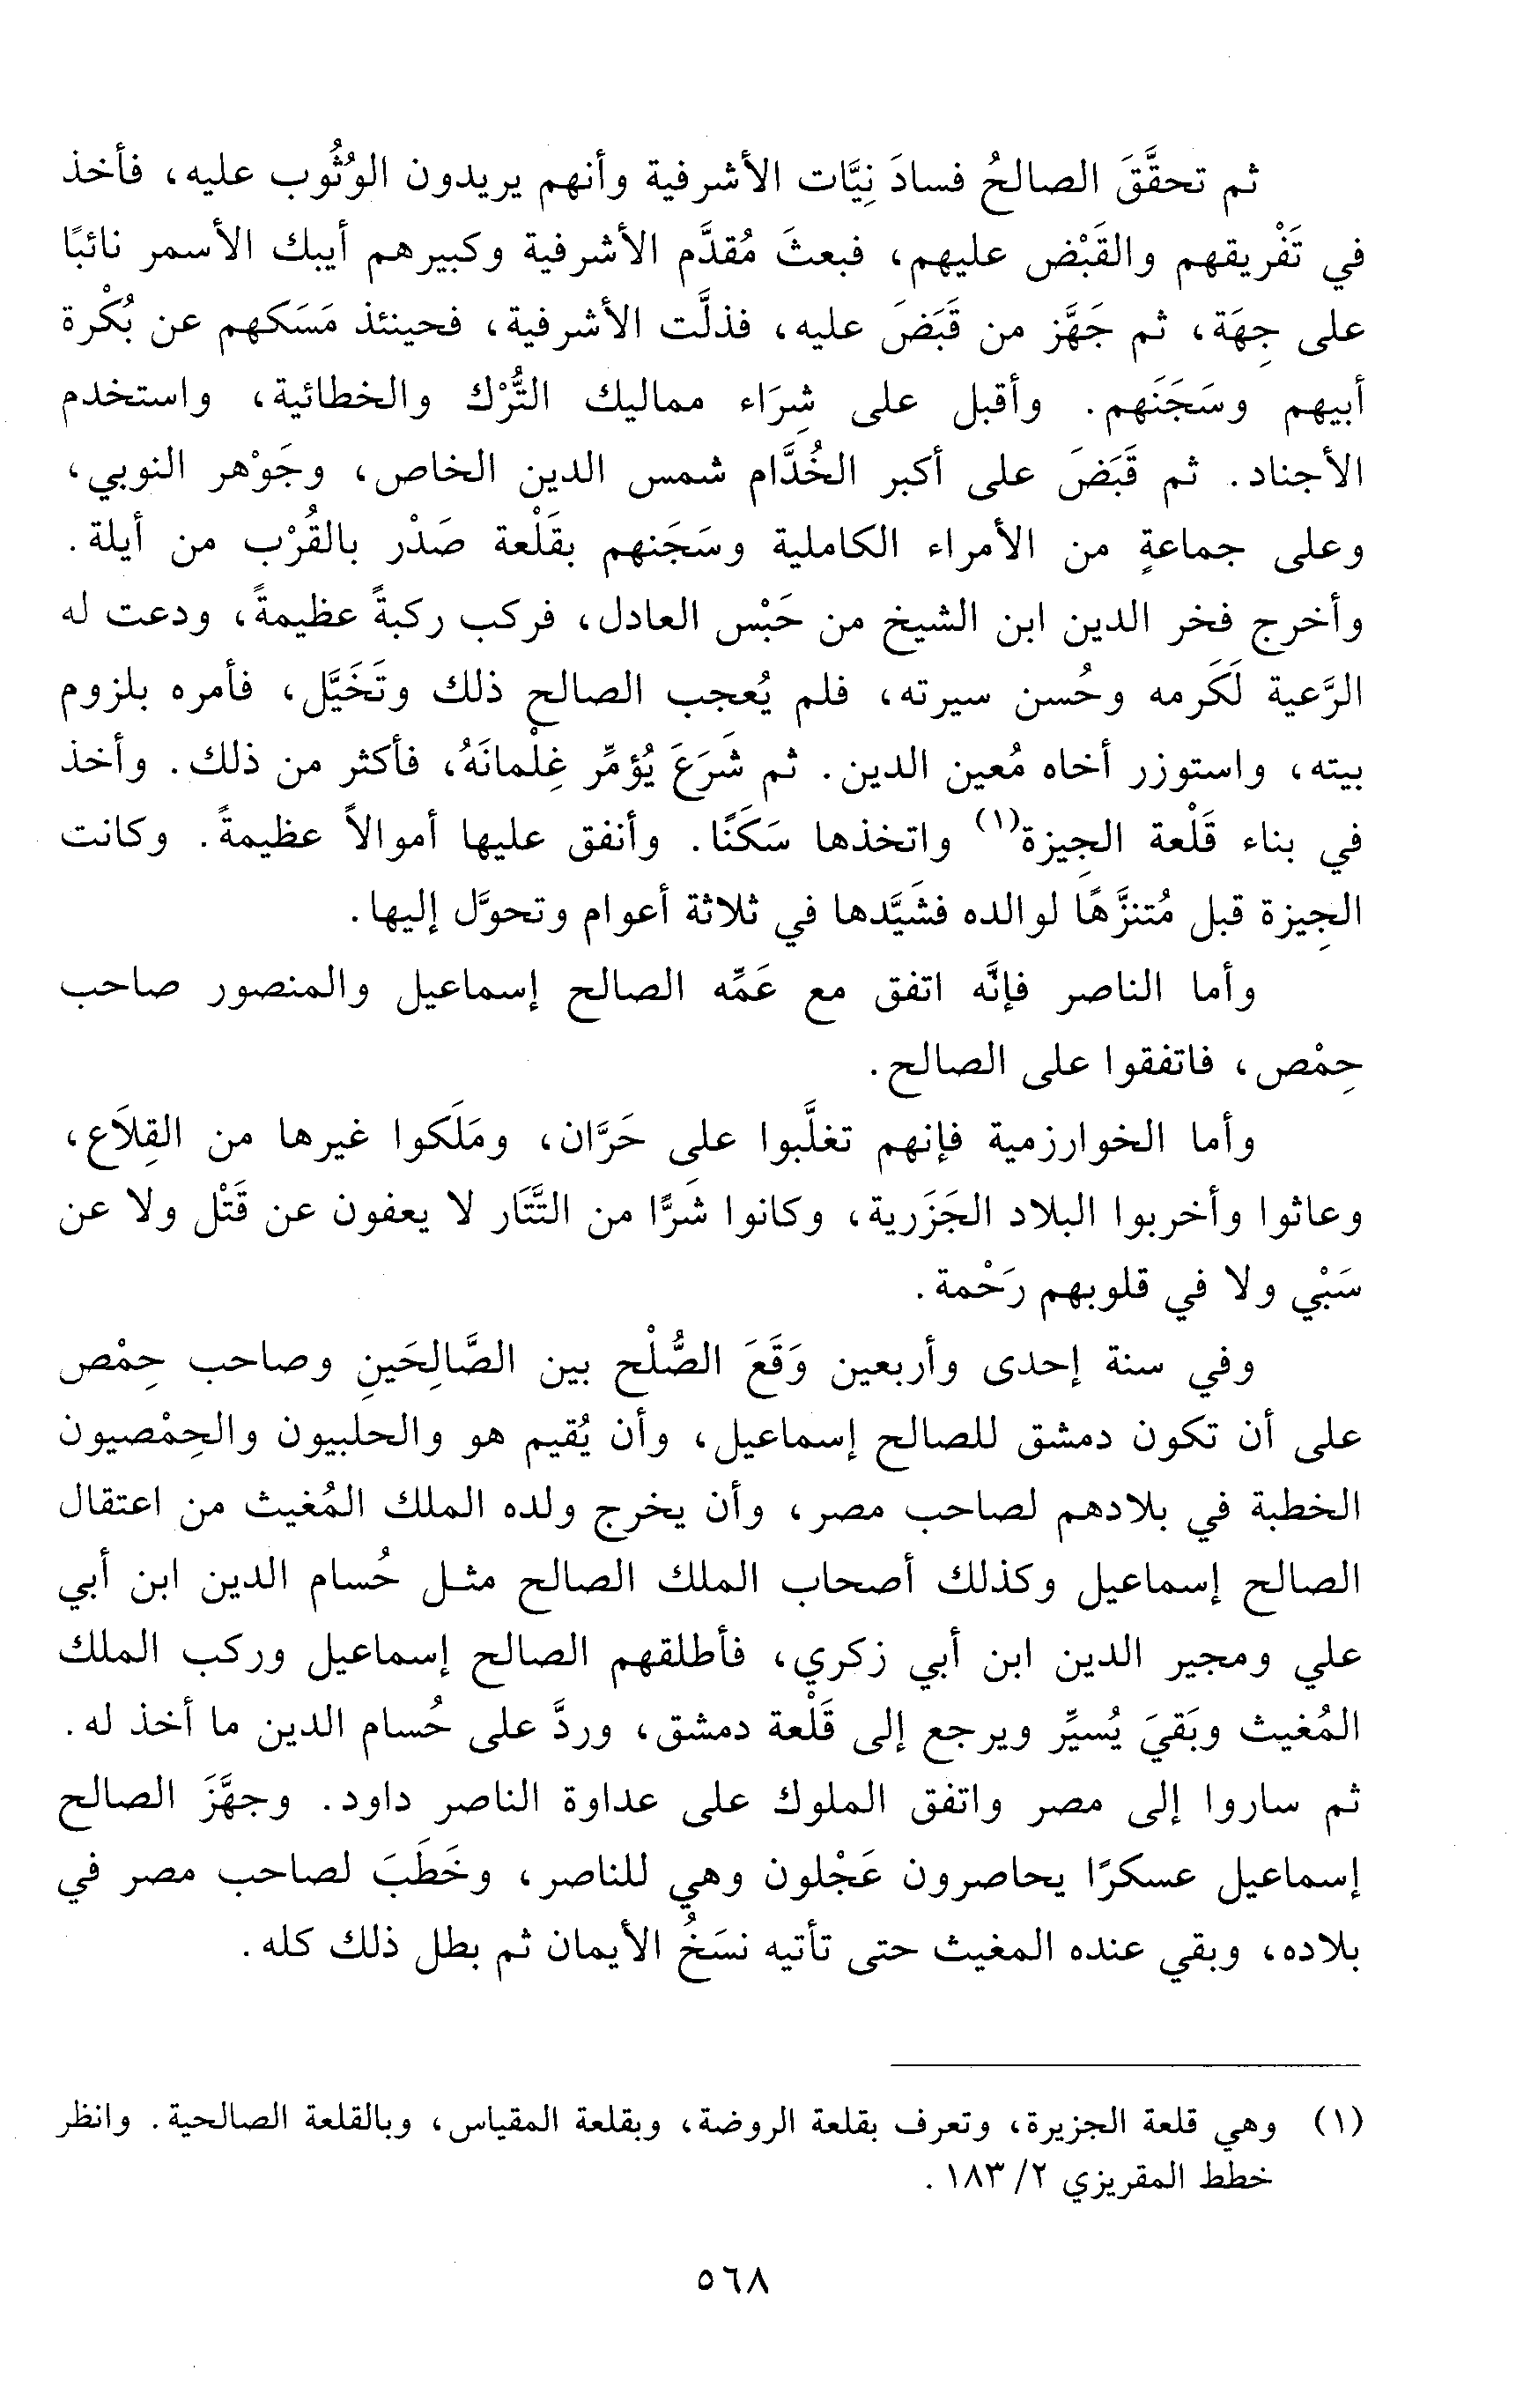 ثم تحقَّقَ الصالحُ فسادَ نِيَّات الأشرفية وأنهم يريدون الوُثُوب عليه، فأخذ
في تَفْريقهم والقَبْض عليهم، فبعثَ مُقدَّم الأشرفية وكبيرهم أيبك الأسمر نائبًا
على جِهَة، ثم جَهَّز من قَبَضَ عليه، فذلَّت الأشرفية، فحينئذ مَسَكهم عن بُكْرة
أبيهم وسَجَنَهم. وأقبل على شِرَاء مماليك التُّرْك والخطائية، واستخدم
الأجناد. ثم قَبَضَ على أكبر الخُدَّام شمس الدين الخاص، وجَوْهر النوبي،
وعلى جماعةٍ من الأمراء الكاملية وسَجَنهم بقَلْعة صَدْر بالقُرْب من أيلة.
وأخرج فخر الدين ابن الشيخ من حَبْس العادل، فركب ركبةً عظيمةً، ودعت له
الرَّعية لَكَرمه وحُسن سيرته، فلم يُعجب الصالح ذلك وتَخَيَّل، فأمره بلزوم
بيته، واستوزر أخاه مُعين الدين. ثم شَرَعَ يُؤمِّر غِلْمانَهُ، فأكثر من ذلك. وأخذ
في بناء قَلْعة الجِيزة(١) واتخذها سَكَنًا. وأنفق عليها أموالاً عظيمةً. وكانت
الجِيزة قبل مُتنزَّهًا لوالده فشَيَّدها في ثلاثة أعوام وتحوَّل إليها.
وأما الناصر فإنَّه اتفق مع عَمِّه الصالح إسماعيل والمنصور صاحب
حِمْص، فاتفقوا على الصالح.
وأما الخوارزمية فإنهم تغلَّبوا على حَرَّان، ومَلَكوا غيرها من القِلاَع،
وعاثوا وأخربوا البلاد الجَزَرية، وكانوا شَرًّا من التَّتَار لا يعفون عن قَتْل ولا عن
سَبْي ولا في قلوبهم رَحْمة.
وفي سنة إحدى وأربعين وَقَعَ الصُّلْح بين الصَّالِحَينِ وصاحب حِمْص
على أن تكون دمشق للصالح إسماعيل، وأن يُقيم هو والحلبيون والحِمْصيون
الخطبة في بلادهم لصاحب مصر، وأن يخرج ولده الملك المُغيث من اعتقال
الصالح إسماعيل وكذلك أصحاب الملك الصالح مثل حُسام الدين ابن أبي
علي ومجير الدين ابن أبي زكري، فأطلقهم الصالح إسماعيل وركب الملك
المُغيث وبَقيَ يُسيِّر ويرجع إلى قَلْعة دمشق، وردَّ على حُسام الدين ما أخذ له.
ثم ساروا إلى مصر واتفق الملوك على عداوة الناصر داود. وجهَّزَ الصالح
إسماعيل عسكرًا يحاصرون عَجْلون وهي للناصر، وخَطَبَ لصاحب مصر في
بلاده، وبقي عنده المغيث حتى تأتيه نسَخُ الأيمان ثم بطل ذلك كله.
(١) وهي قلعة الجزيرة، وتعرف بقلعة الروضة، وبقلعة المقياس، وبالقلعة الصالحية. وانظر
خطط المقريزي ٢/ ١٨٣.
٥٦٨